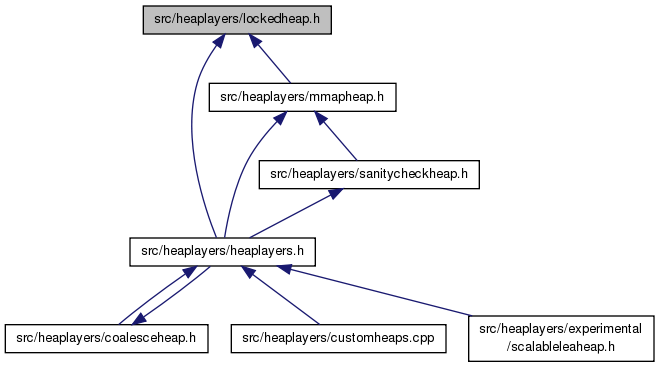 src/heaplayers/lockedheap.h
src/heaplayers/mmapheap.h
src/heaplayers/sanitycheckheap.h
src/heaplayers/heaplayers.h
src/heaplayers/coalesceheap.h
src/heaplayers/customheaps.cpp
src/heaplayers/experimental
/scalableleaheap.h